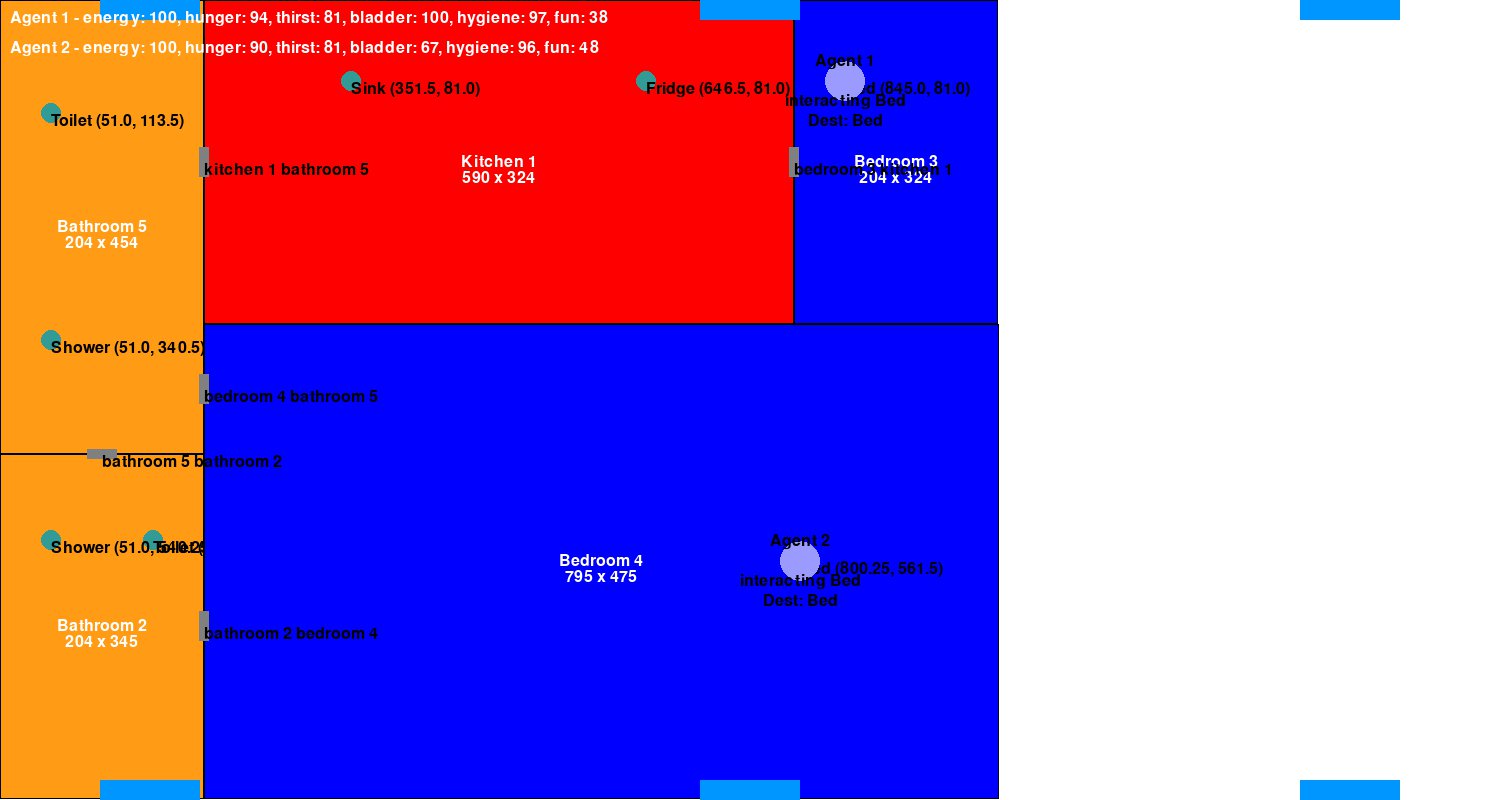 Agent 1 - energy: 100, hunger: 94, thirst: 81, bladder: 100, hygiene: 97, fun: 38
Agent 2 - energy: 100, hunger: 90, thirst: 81, bladder: 67, hygiene: 96, fun: 48
Agent 1
Sink (351.5, 81.0)
Fridge (646.5, 81.0)
d (845.0, 81.0)
interacting Bed
Dest: Bed
Toilet (51.0, 113.5)
kitchen 1 bathroom 5
Kitchen 1
590 x 324
bedroom 3 kitchen 1
Bedroom 3
204 x 324
Bathroom 5
204 x 454
Shower (51.0, 340.5)
bedroom 4 bathroom 5
bathroom 5 bathroom 2
Shower (51.0,
Toilet
Agent 2
Bedroom 4
795 x 475
d (800.25, 561.5)
interacting Bed
Dest: Bed
Bathroom 2
204 x 345
bathroom 2 bedroom 4